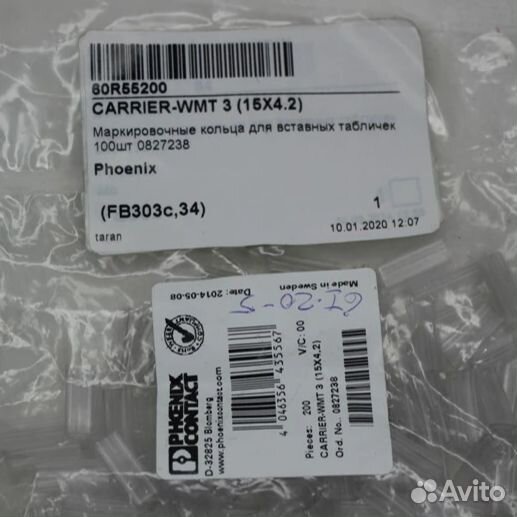 60R55200
CARRIER-WMT 3 (15X4.2)
Маркировочные кольца для вставных табличек
100шт 0827238
Phoenix
(FB303c,34)
1
taran
10.01.2020 12:07
PHOENIX
CONTACT
D-32825 Blomberg
www.phoenixcontact.com
Date: 2014-05-08
Made in Sweden
4 046356 435567
Pieces: 200 V/C: 00
CARRIER-WMT 3 (15X4,2)
Ord. No.: 0827238
Avito